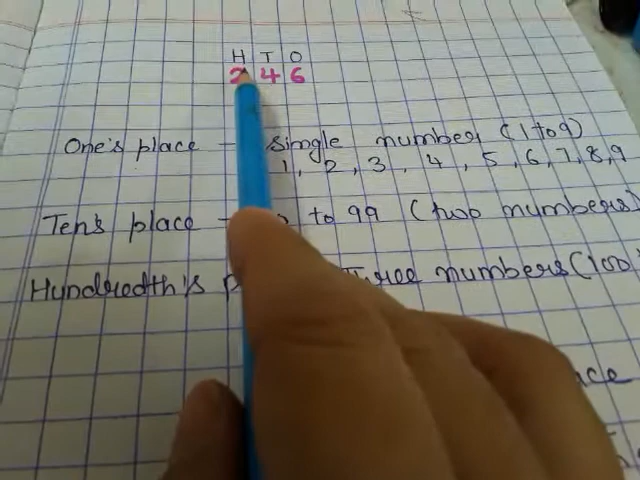 H T O
2 4 6
One's place - single number (1 to 9)
1, 2, 3, 4, 5, 6, 7, 8, 9
Ten's place - to 99 (two numbers)
Hundredth's Three numbers (100